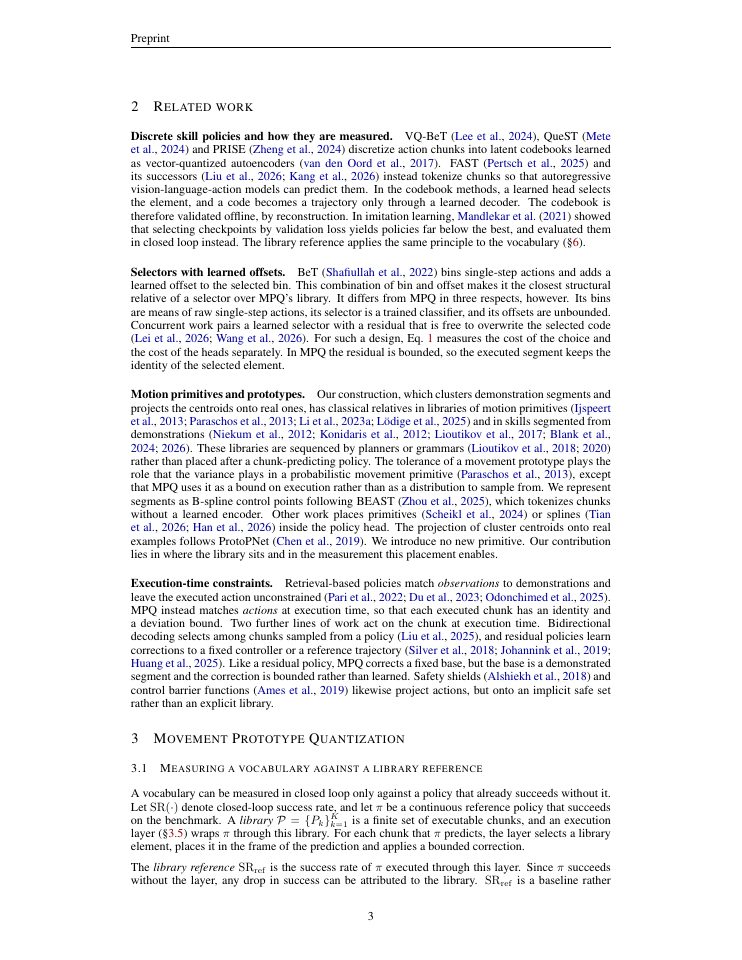 Preprint
2 RELATED WORK
Discrete skill policies and how they are measured. VQ-BeT (Lee et al., 2024), QueST (Mete
et al., 2024) and PRISE (Zheng et al., 2024) discretize action chunks into latent codebooks learned
as vector-quantized autoencoders (van den Oord et al., 2017). FAST (Pertsch et al., 2025) and
its successors (Liu et al., 2026; Kang et al., 2026) instead tokenize chunks so that autoregressive
vision-language-action models can predict them. In the codebook methods, a learned head selects
the element, and a code becomes a trajectory only through a learned decoder. The codebook is
therefore validated offline, by reconstruction. In imitation learning, Mandlekar et al. (2021) showed
that selecting checkpoints by validation loss yields policies far below the best, and evaluated them
in closed loop instead. The library reference applies the same principle to the vocabulary (§6).
Selectors with learned offsets. BeT (Shafiullah et al., 2022) bins single-step actions and adds a
learned offset to the selected bin. This combination of bin and offset makes it the closest structural
relative of a selector over MPQ's library. It differs from MPQ in three respects, however. Its bins
are means of raw single-step actions, its selector is a trained classifier, and its offsets are unbounded.
Concurrent work pairs a learned selector with a residual that is free to overwrite the selected code
(Lei et al., 2026; Wang et al., 2026). For such a design, Eq. 1 measures the cost of the choice and
the cost of the heads separately. In MPQ the residual is bounded, so the executed segment keeps the
identity of the selected element.
Motion primitives and prototypes. Our construction, which clusters demonstration segments and
projects the centroids onto real ones, has classical relatives in libraries of motion primitives (Ijspeert
et al., 2013; Paraschos et al., 2013; Li et al., 2023a; Lödige et al., 2025) and in skills segmented from
demonstrations (Niekum et al., 2012; Konidaris et al., 2012; Lioutikov et al., 2017; Blank et al.,
2024; 2026). These libraries are sequenced by planners or grammars (Lioutikov et al., 2018; 2020)
rather than placed after a chunk-predicting policy. The tolerance of a movement prototype plays the
role that the variance plays in a probabilistic movement primitive (Paraschos et al., 2013), except
that MPQ uses it as a bound on execution rather than as a distribution to sample from. We represent
segments as B-spline control points following BEAST (Zhou et al., 2025), which tokenizes chunks
without a learned encoder. Other work places primitives (Scheikl et al., 2024) or splines (Tian
et al., 2026; Han et al., 2026) inside the policy head. The projection of cluster centroids onto real
examples follows ProtoPNet (Chen et al., 2019). We introduce no new primitive. Our contribution
lies in where the library sits and in the measurement this placement enables.
Execution-time constraints. Retrieval-based policies match observations to demonstrations and
leave the executed action unconstrained (Pari et al., 2022; Du et al., 2023; Odonchimed et al., 2025).
MPQ instead matches actions at execution time, so that each executed chunk has an identity and
a deviation bound. Two further lines of work act on the chunk at execution time. Bidirectional
decoding selects among chunks sampled from a policy (Liu et al., 2025), and residual policies learn
corrections to a fixed controller or a reference trajectory (Silver et al., 2018; Johannink et al., 2019;
Huang et al., 2025). Like a residual policy, MPQ corrects a fixed base, but the base is a demonstrated
segment and the correction is bounded rather than learned. Safety shields (Alshiekh et al., 2018) and
control barrier functions (Ames et al., 2019) likewise project actions, but onto an implicit safe set
rather than an explicit library.
3 MOVEMENT PROTOTYPE QUANTIZATION
3.1 MEASURING A VOCABULARY AGAINST A LIBRARY REFERENCE
A vocabulary can be measured in closed loop only against a policy that already succeeds without it.
Let SR(·) denote closed-loop success rate, and let π be a continuous reference policy that succeeds
on the benchmark. A library 𝒫 = {P_k}_{k=1}^K is a finite set of executable chunks, and an execution
layer (§3.5) wraps π through this library. For each chunk that π predicts, the layer selects a library
element, places it in the frame of the prediction and applies a bounded correction.
The library reference SR_ref is the success rate of π executed through this layer. Since π succeeds
without the layer, any drop in success can be attributed to the library. SR_ref is a baseline rather
3